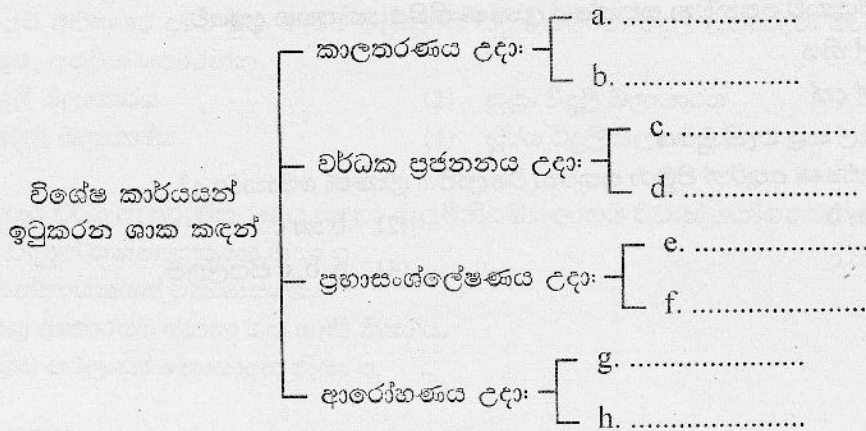 a. ........................
කාලතරණය උදාः
b. ........................
c. ........................
වර්ධක ප්‍රජනනය උදාः
d. ........................
විශේෂ කාර්යයන්
ඉටුකරන ශාක කඳන්
e. ........................
ප්‍රභාසංශ්ලේෂණය උදාः
f. ........................
g. ........................
ආරෝහණය උදාः
h. ........................